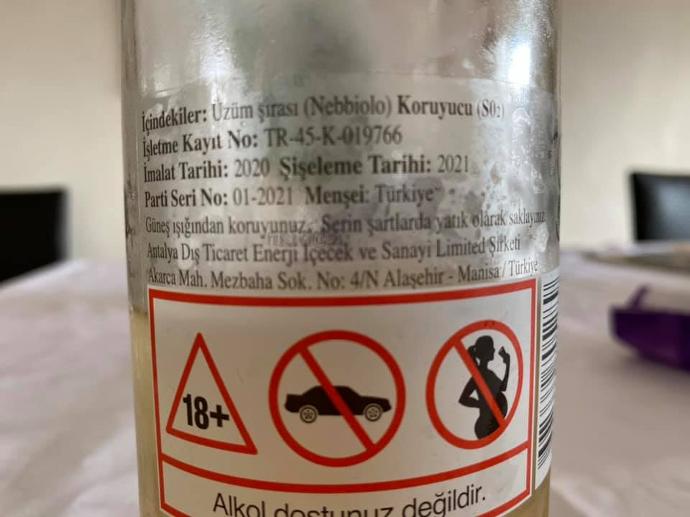 İçindekiler: Üzüm şırası (Nebbiolo) Koruyucu (S0₂)
İşletme Kayıt No: TR-45-K-019766
İmalat Tarihi: 2020 Şişeleme Tarihi: 2021
Parti Seri No: 01-2021 Menşei: Türkiye
Güneş ışığından koruyunuz. Serin şartlarda yatık olarak saklayınız
Antalya Dış Ticaret Enerji İçecek ve Sanayi Limited Şirketi
Akarca Mah. Mezbaha Sok. No: 4/N Alaşehir - Manisa / Türkiye
18+
Alkol dostunuz değildir.